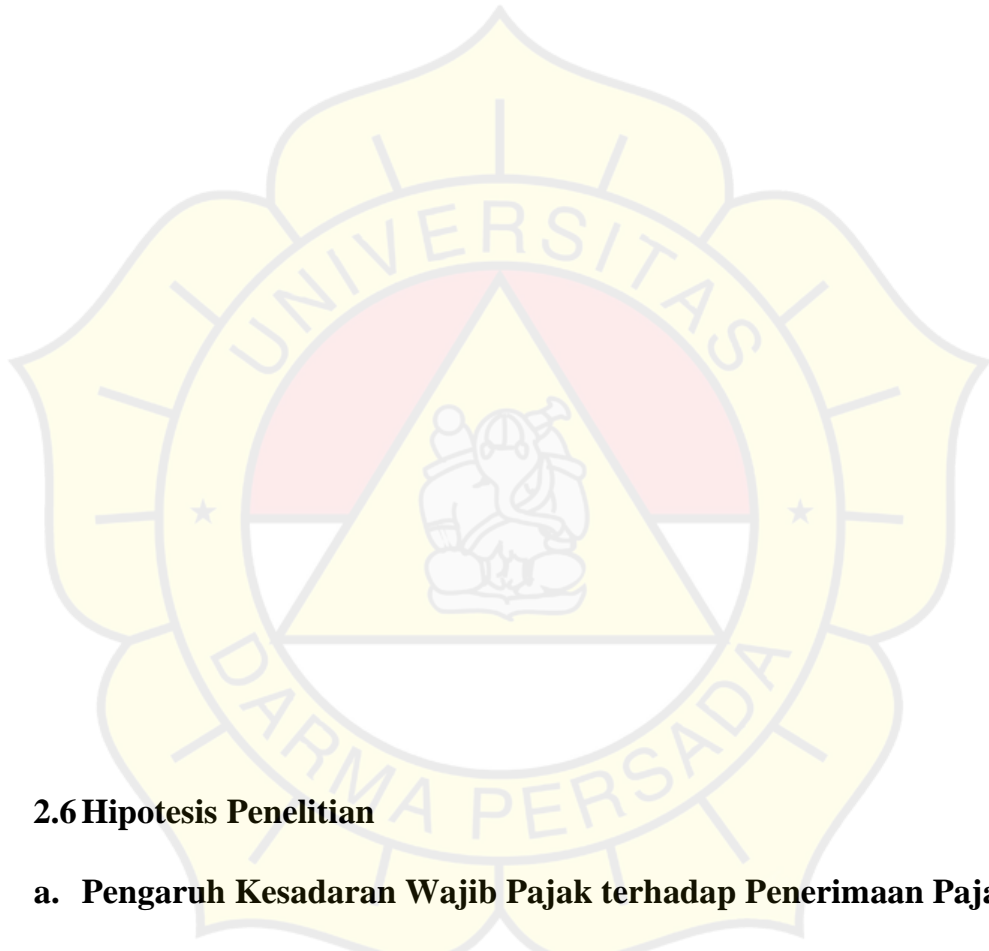 UNIVERSITAS
DARMA PERSADA
2.6 Hipotesis Penelitian
a. Pengaruh Kesadaran Wajib Pajak terhadap Penerimaan Paja